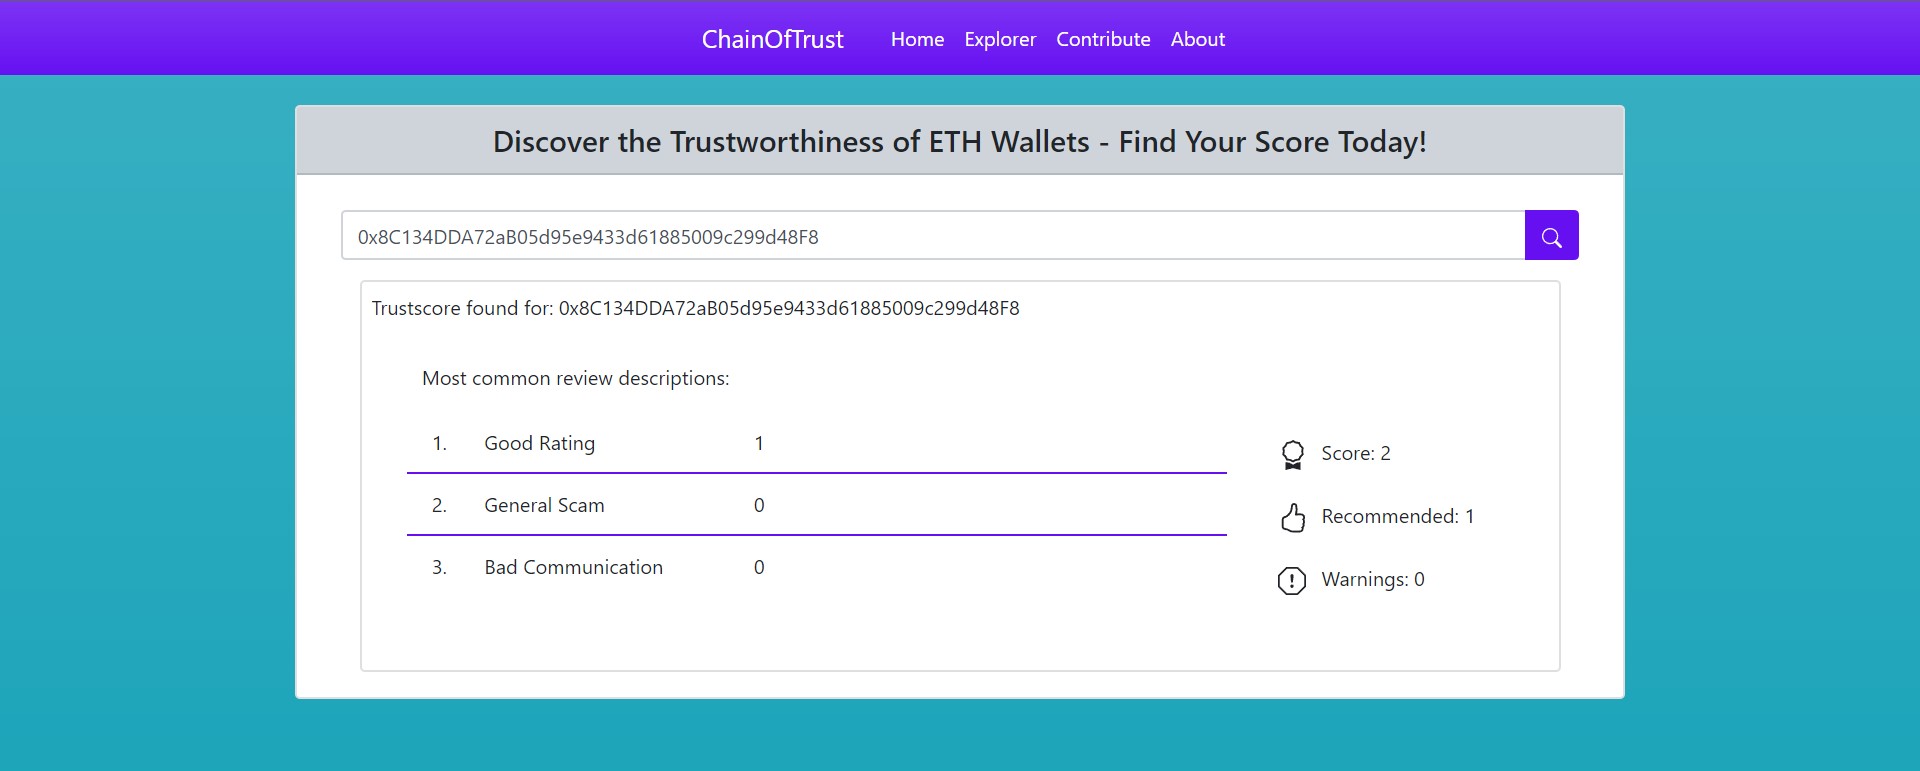 ChainOfTrust Home Explorer Contribute About
Discover the Trustworthiness of ETH Wallets - Find Your Score Today!
0x8C134DDA72aB05d95e9433d61885009c299d48F8
Trustscore found for: 0x8C134DDA72aB05d95e9433d61885009c299d48F8
Most common review descriptions:
1. Good Rating 1
2. General Scam 0
3. Bad Communication 0
Score: 2
Recommended: 1
Warnings: 0